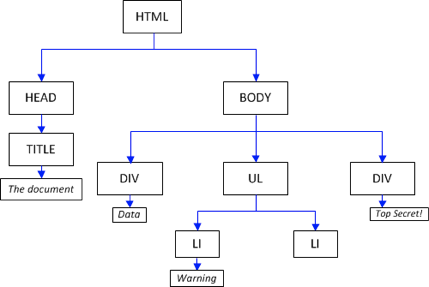 HTML
HEAD
BODY
TITLE
The document
DIV
UL
DIV
Data
Top Secret!
LI
LI
Warning